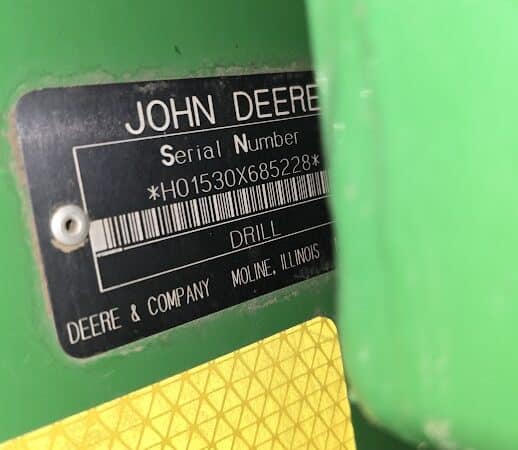 JOHN DEERE
Serial Number
*H01530X685228*
DRILL
DEERE & COMPANY MOLINE, ILLINOIS